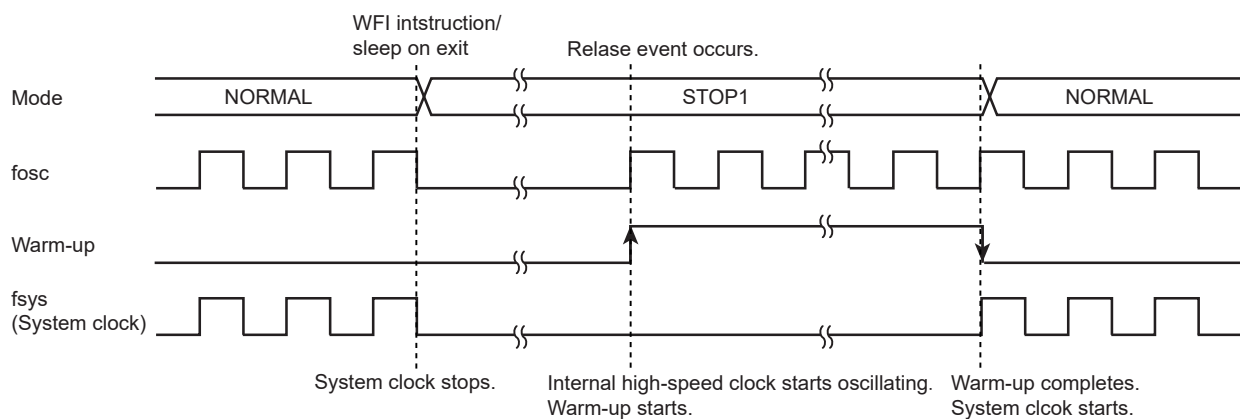 WFI intstruction/
sleep on exit
Relase event occurs.
Mode
NORMAL
STOP1
NORMAL
fosc
Warm-up
fsys
(System clock)
System clock stops.
Internal high-speed clock starts oscillating.
Warm-up starts.
Warm-up completes.
System clcok starts.